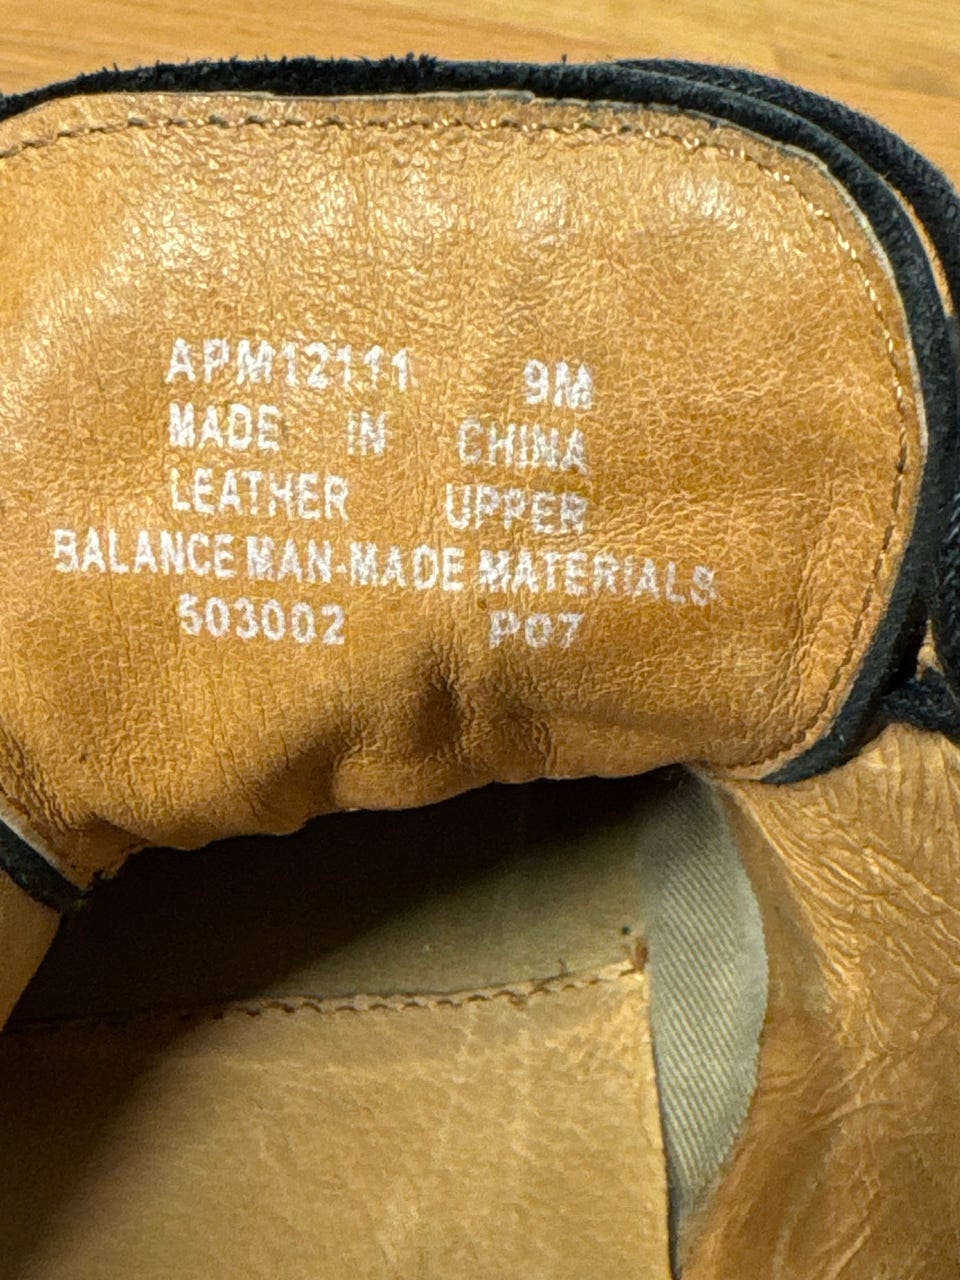 APM12111 9M
MADE IN CHINA
LEATHER UPPER
BALANCE MAN-MADE MATERIALS
503002 P07